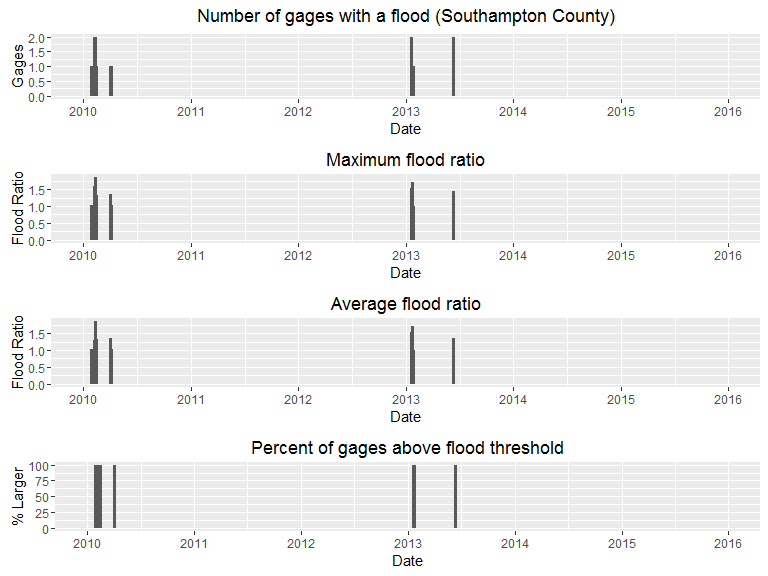 Number of gages with a flood (Southampton County)
Gages
2.0
1.5
1.0
0.5
0.0
2010 2011 2012 2013 2014 2015 2016
Date
Maximum flood ratio
Flood Ratio
1.5
1.0
0.5
0.0
2010 2011 2012 2013 2014 2015 2016
Date
Average flood ratio
Flood Ratio
1.5
1.0
0.5
0.0
2010 2011 2012 2013 2014 2015 2016
Date
Percent of gages above flood threshold
% Larger
100
75
50
25
0
2010 2011 2012 2013 2014 2015 2016
Date